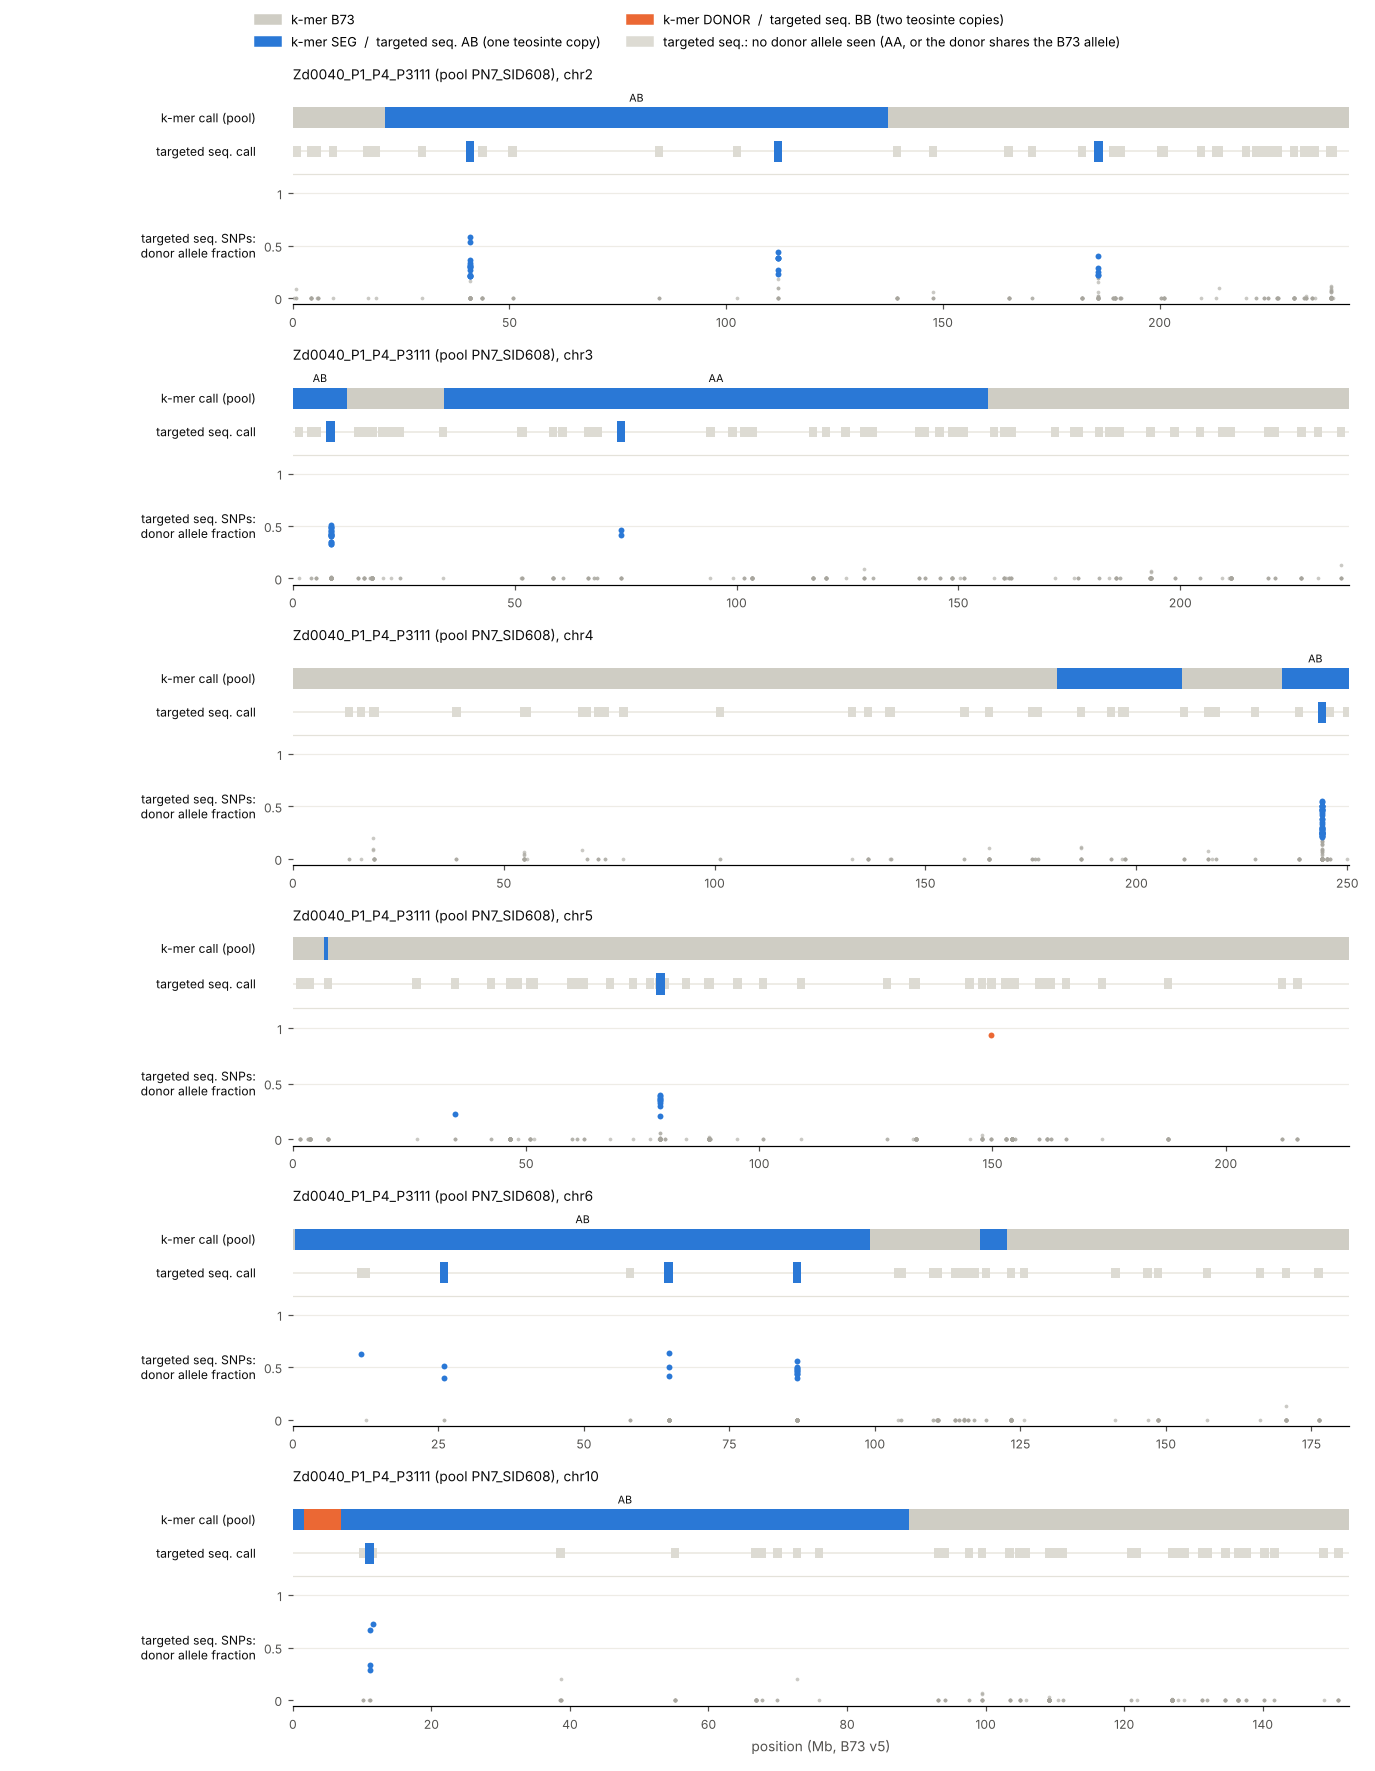 k-mer B73
k-mer DONOR / targeted seq. BB (two teosinte copies)
k-mer SEG / targeted seq. AB (one teosinte copy)
targeted seq.: no donor allele seen (AA, or the donor shares the B73 allele)
Zd0040_P1_P4_P3111 (pool PN7_SID608), chr2
AB
k-mer call (pool)
targeted seq. call
1
targeted seq. SNPs:
donor allele fraction
0.5
0
0 50 100 150 200
Zd0040_P1_P4_P3111 (pool PN7_SID608), chr3
AB AA
k-mer call (pool)
targeted seq. call
1
targeted seq. SNPs:
donor allele fraction
0.5
0
0 50 100 150 200
Zd0040_P1_P4_P3111 (pool PN7_SID608), chr4
AB
k-mer call (pool)
targeted seq. call
1
targeted seq. SNPs:
donor allele fraction
0.5
0
0 50 100 150 200 250
Zd0040_P1_P4_P3111 (pool PN7_SID608), chr5
k-mer call (pool)
targeted seq. call
1
targeted seq. SNPs:
donor allele fraction
0.5
0
0 50 100 150 200
Zd0040_P1_P4_P3111 (pool PN7_SID608), chr6
AB
k-mer call (pool)
targeted seq. call
1
targeted seq. SNPs:
donor allele fraction
0.5
0
0 25 50 75 100 125 150 175
Zd0040_P1_P4_P3111 (pool PN7_SID608), chr10
AB
k-mer call (pool)
targeted seq. call
1
targeted seq. SNPs:
donor allele fraction
0.5
0
0 20 40 60 80 100 120 140
position (Mb, B73 v5)